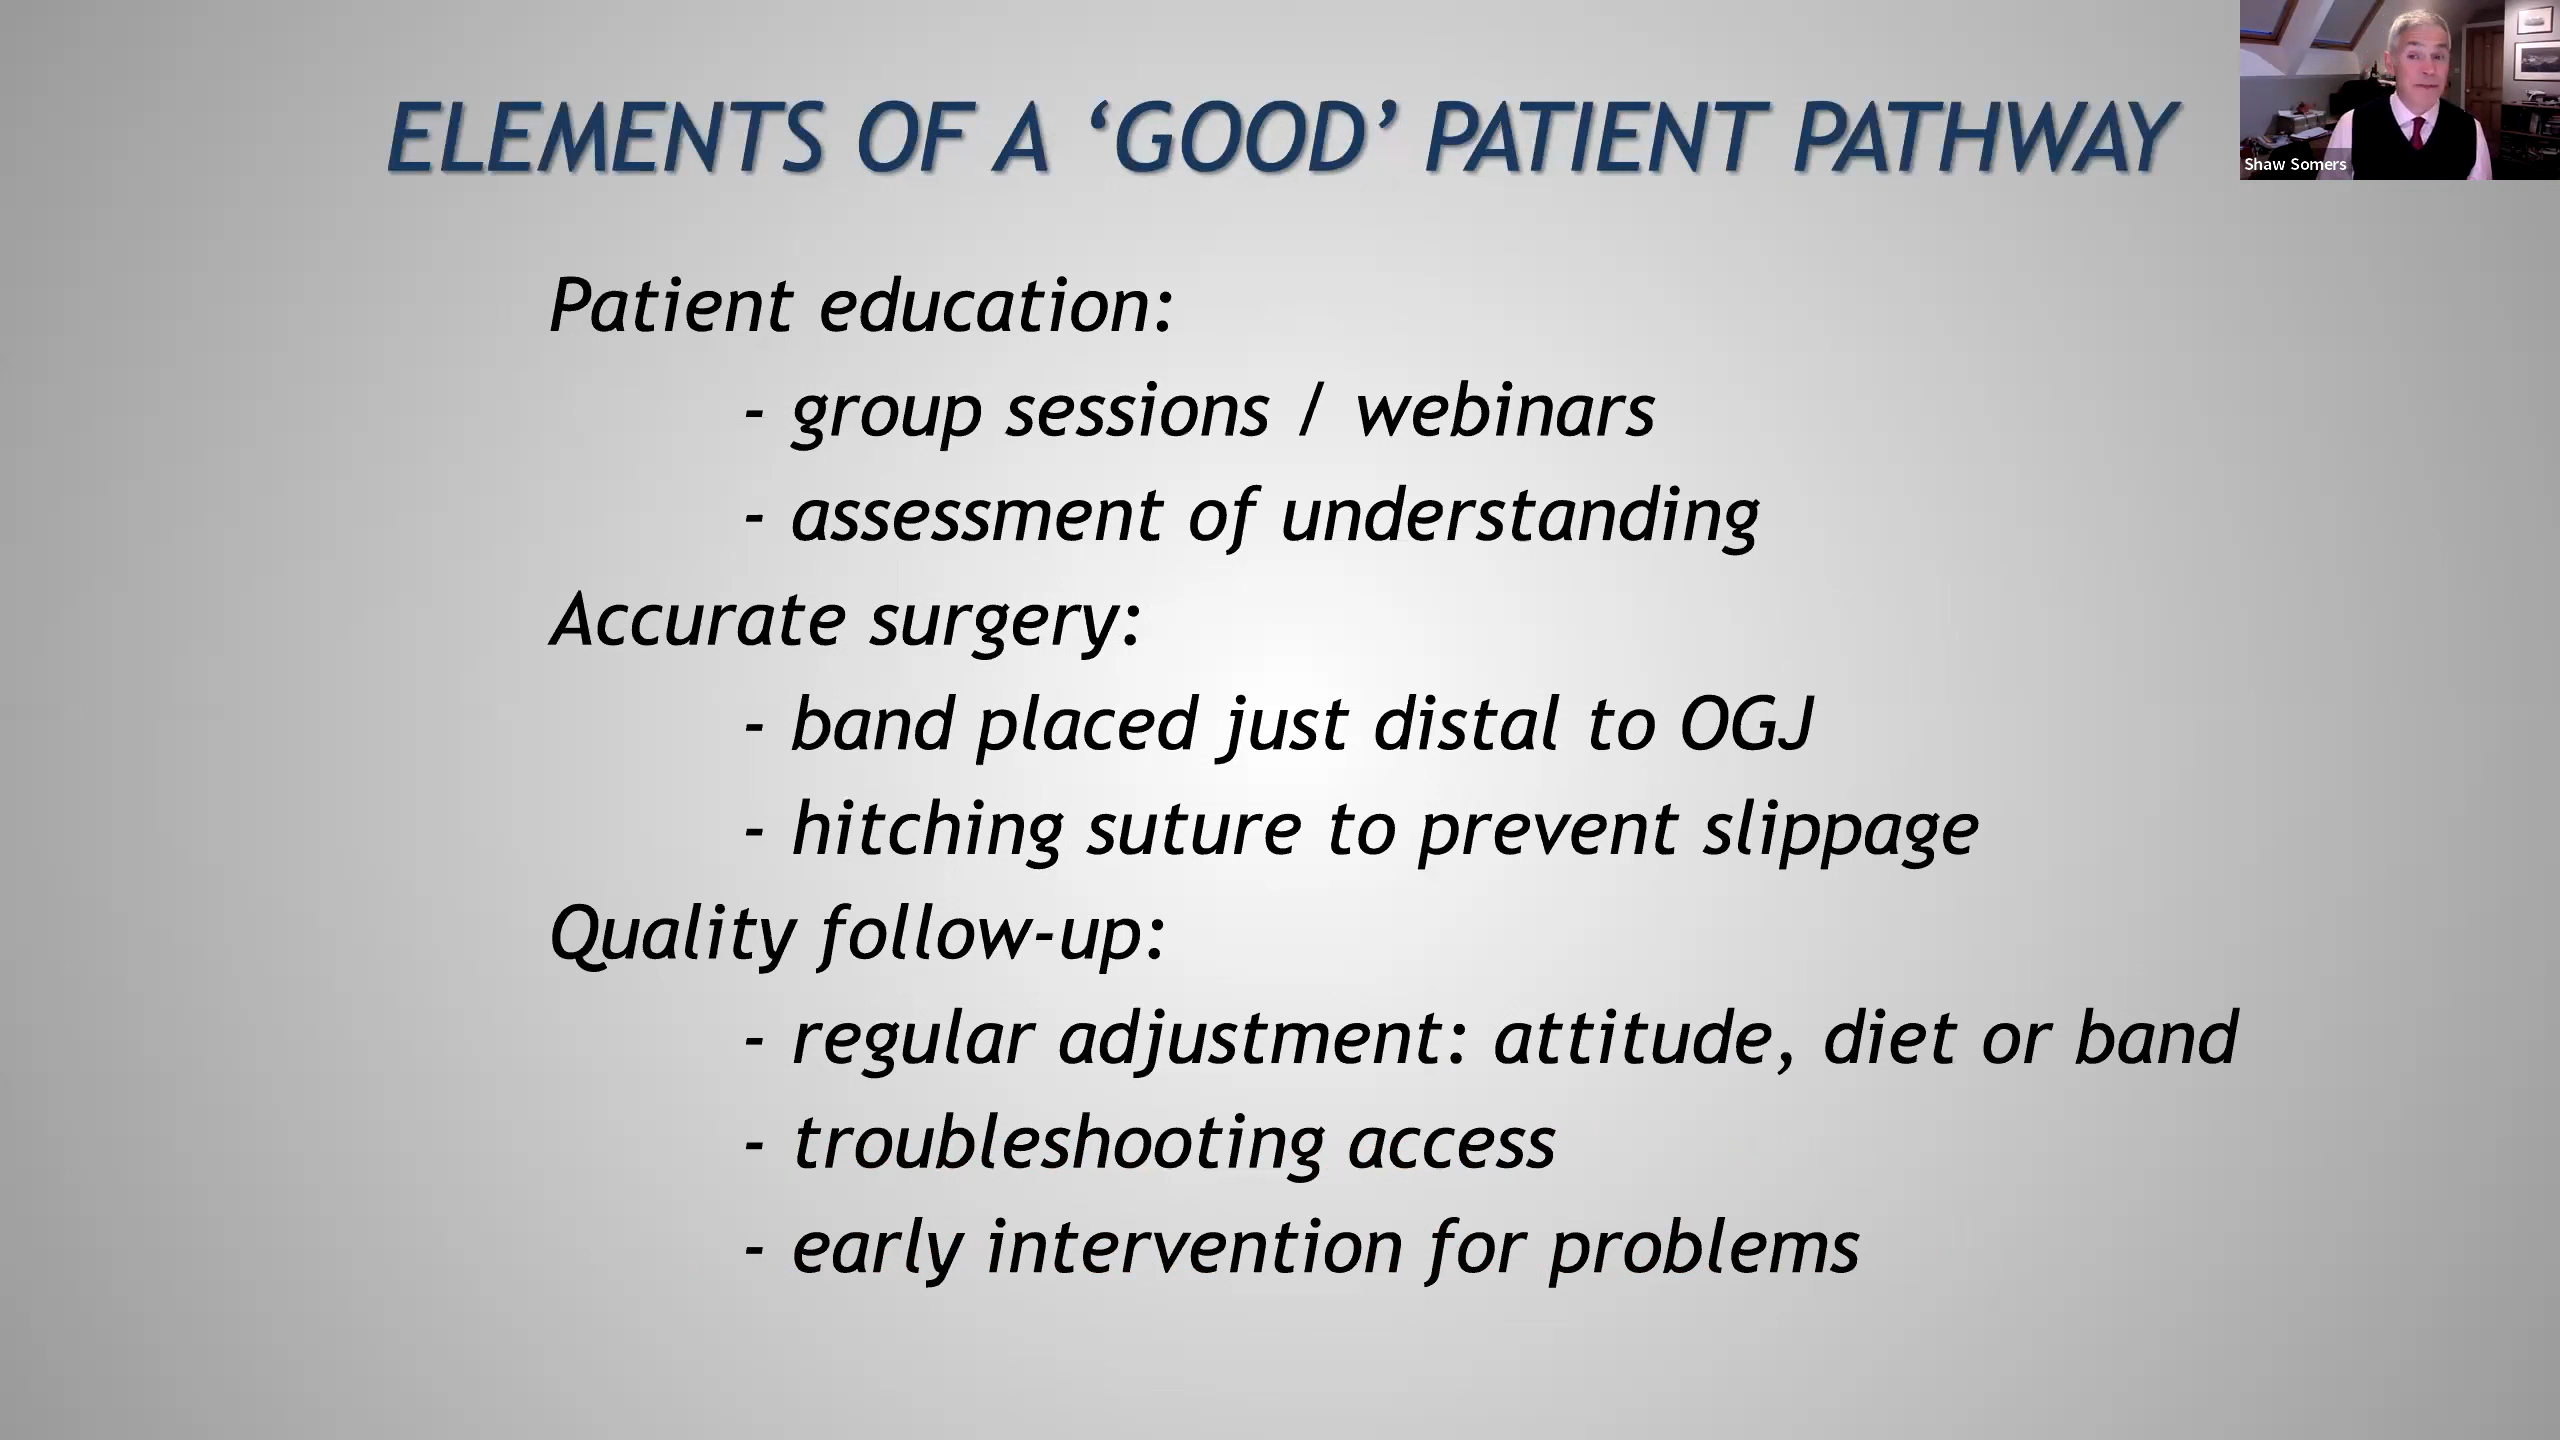 ELEMENTS OF A ‘GOOD’ PATIENT PATHWAY
Shaw Somers
Patient education:
- group sessions / webinars
- assessment of understanding
Accurate surgery:
- band placed just distal to OGJ
- hitching suture to prevent slippage
Quality follow-up:
- regular adjustment: attitude, diet or band
- troubleshooting access
- early intervention for problems